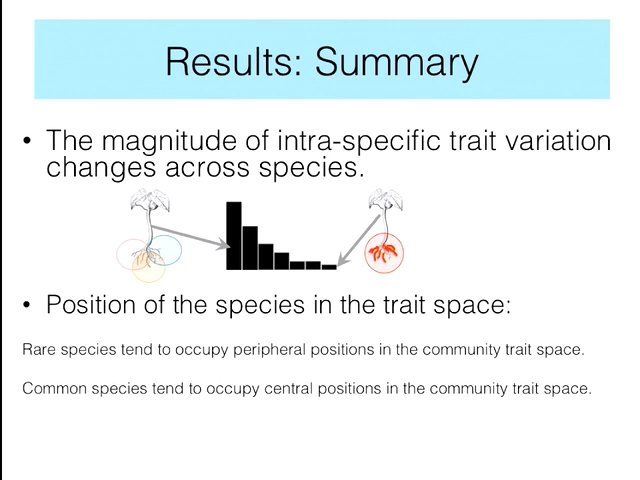 Results: Summary
• The magnitude of intra-specific trait variation
changes across species.
• Position of the species in the trait space:
Rare species tend to occupy peripheral positions in the community trait space.
Common species tend to occupy central positions in the community trait space.